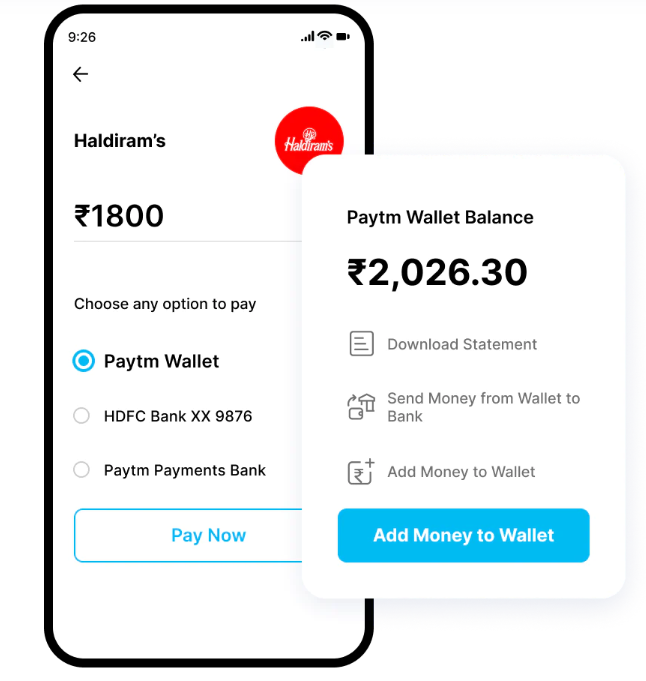 9:26
Haldiram's
Haldiram's
₹1800
Choose any option to pay
Paytm Wallet
HDFC Bank XX 9876
Paytm Payments Bank
Pay Now
Paytm Wallet Balance
₹2,026.30
Download Statement
Send Money from Wallet to
Bank
Add Money to Wallet
Add Money to Wallet